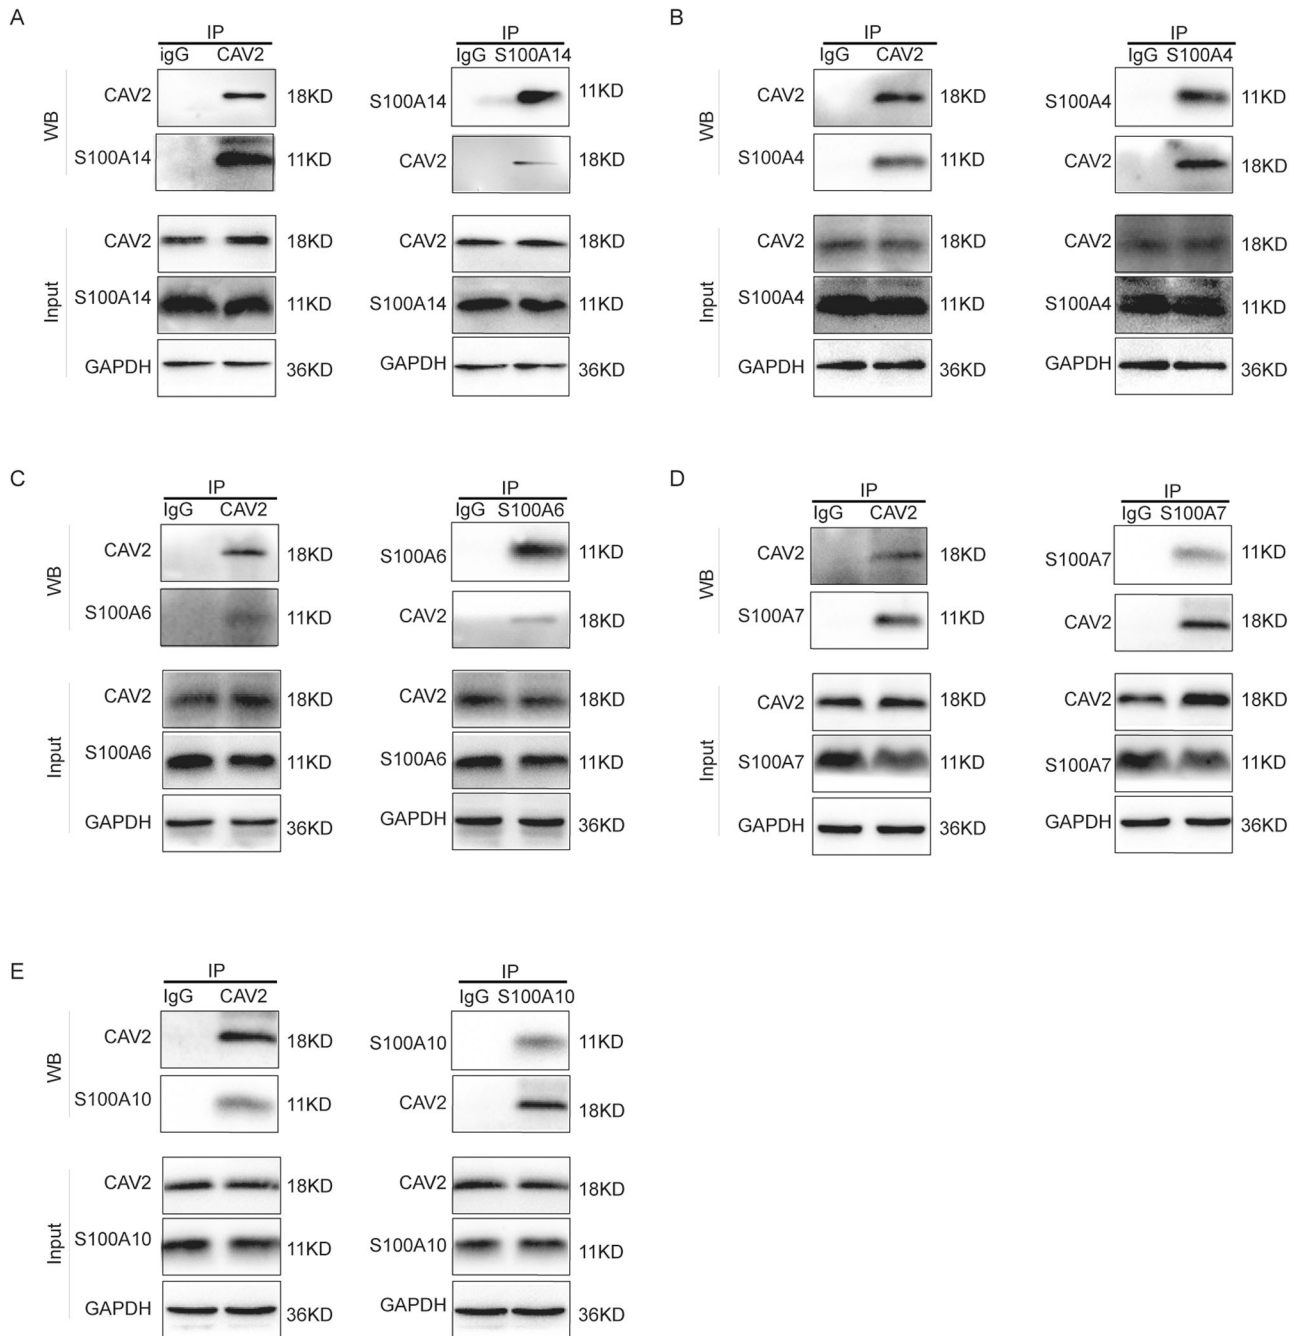 A
IP
igG CAV2
WB
CAV2 18KD
S100A14 11KD
Input
CAV2 18KD
S100A14 11KD
GAPDH 36KD
IP
IgG S100A14
S100A14 11KD
CAV2 18KD
CAV2 18KD
S100A14 11KD
GAPDH 36KD
B
IP
IgG CAV2
WB
CAV2 18KD
S100A4 11KD
Input
CAV2 18KD
S100A4 11KD
GAPDH 36KD
IP
IgG S100A4
S100A4 11KD
CAV2 18KD
CAV2 18KD
S100A4 11KD
GAPDH 36KD
C
IP
IgG CAV2
WB
CAV2 18KD
S100A6 11KD
Input
CAV2 18KD
S100A6 11KD
GAPDH 36KD
IP
IgG S100A6
S100A6 11KD
CAV2 18KD
CAV2 18KD
S100A6 11KD
GAPDH 36KD
D
IP
IgG CAV2
WB
CAV2 18KD
S100A7 11KD
Input
CAV2 18KD
S100A7 11KD
GAPDH 36KD
IP
IgG S100A7
S100A7 11KD
CAV2 18KD
CAV2 18KD
S100A7 11KD
GAPDH 36KD
E
IP
IgG CAV2
WB
CAV2 18KD
S100A10 11KD
Input
CAV2 18KD
S100A10 11KD
GAPDH 36KD
IP
IgG S100A10
S100A10 11KD
CAV2 18KD
CAV2 18KD
S100A10 11KD
GAPDH 36KD